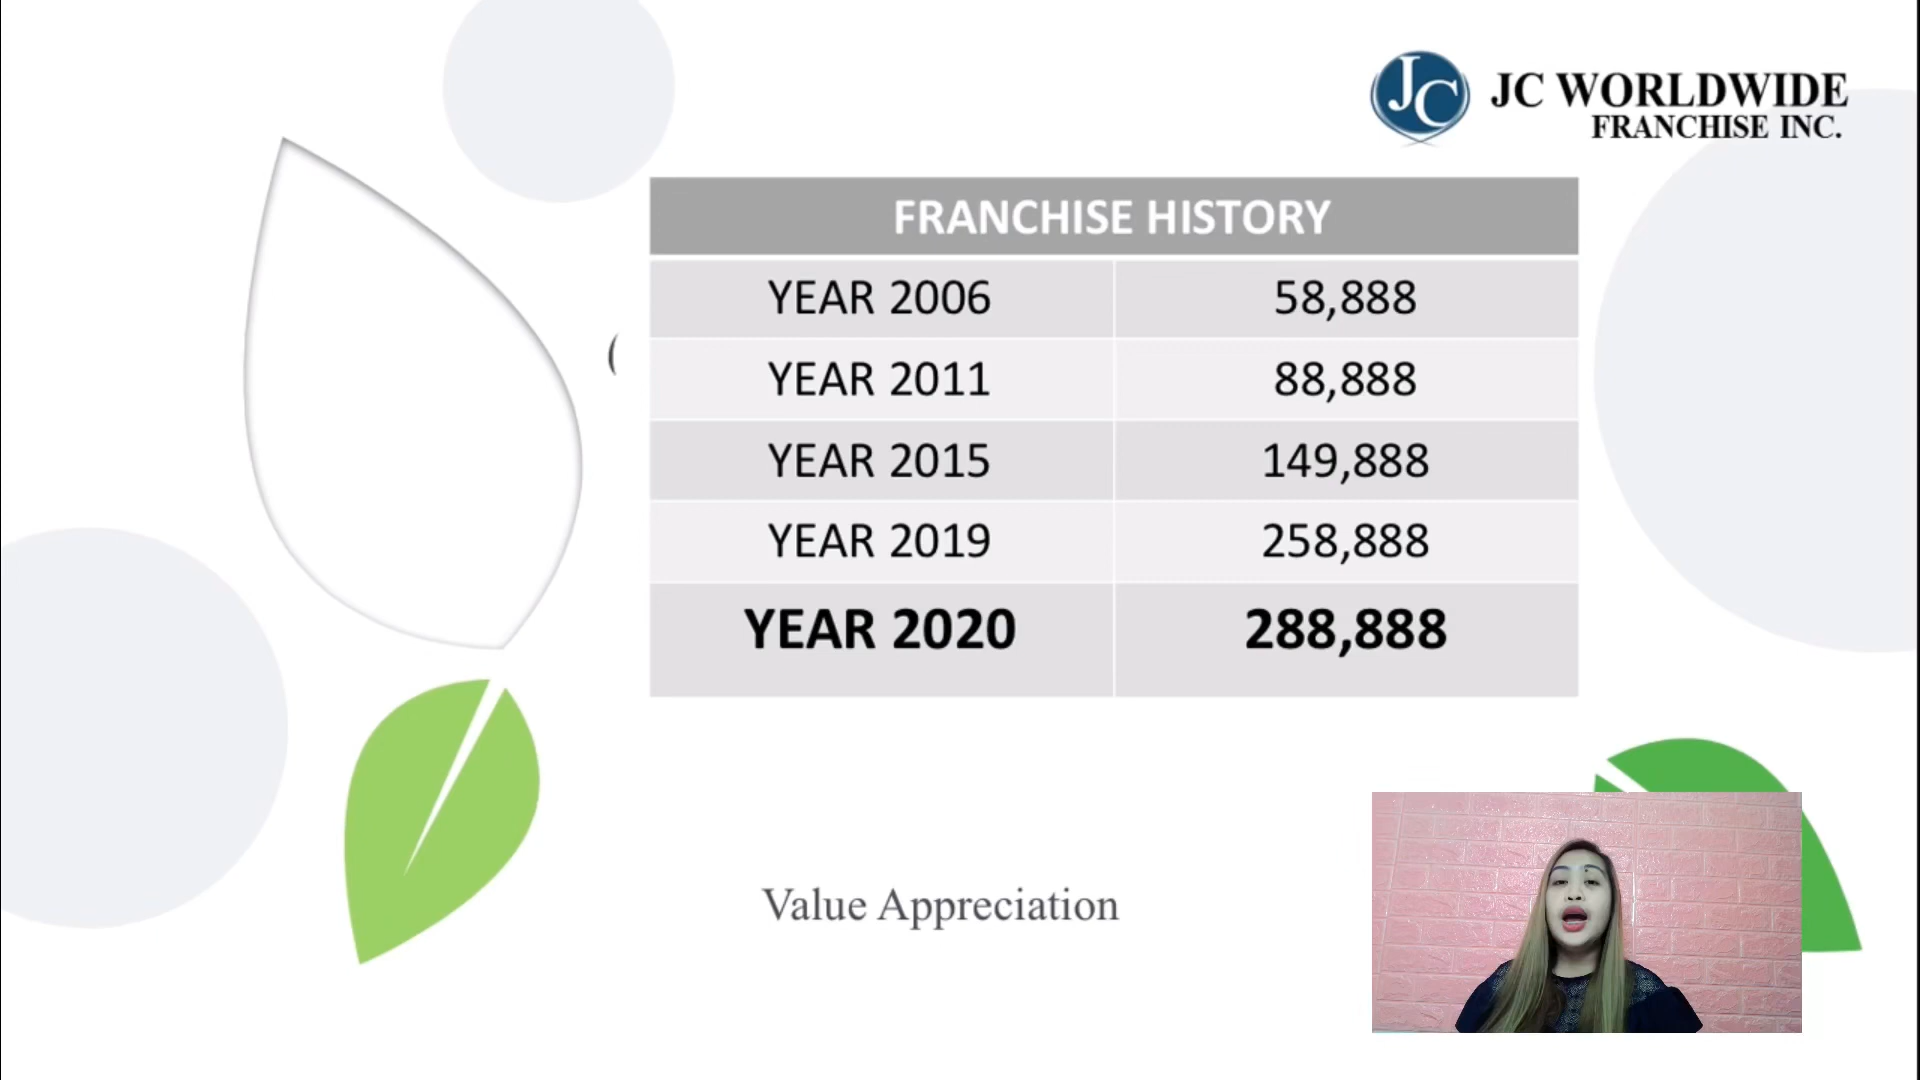 JC
JC WORLDWIDE
FRANCHISE INC.
FRANCHISE HISTORY
YEAR 2006 58,888
(
YEAR 2011 88,888
YEAR 2015 149,888
YEAR 2019 258,888
YEAR 2020 288,888
Value Appreciation